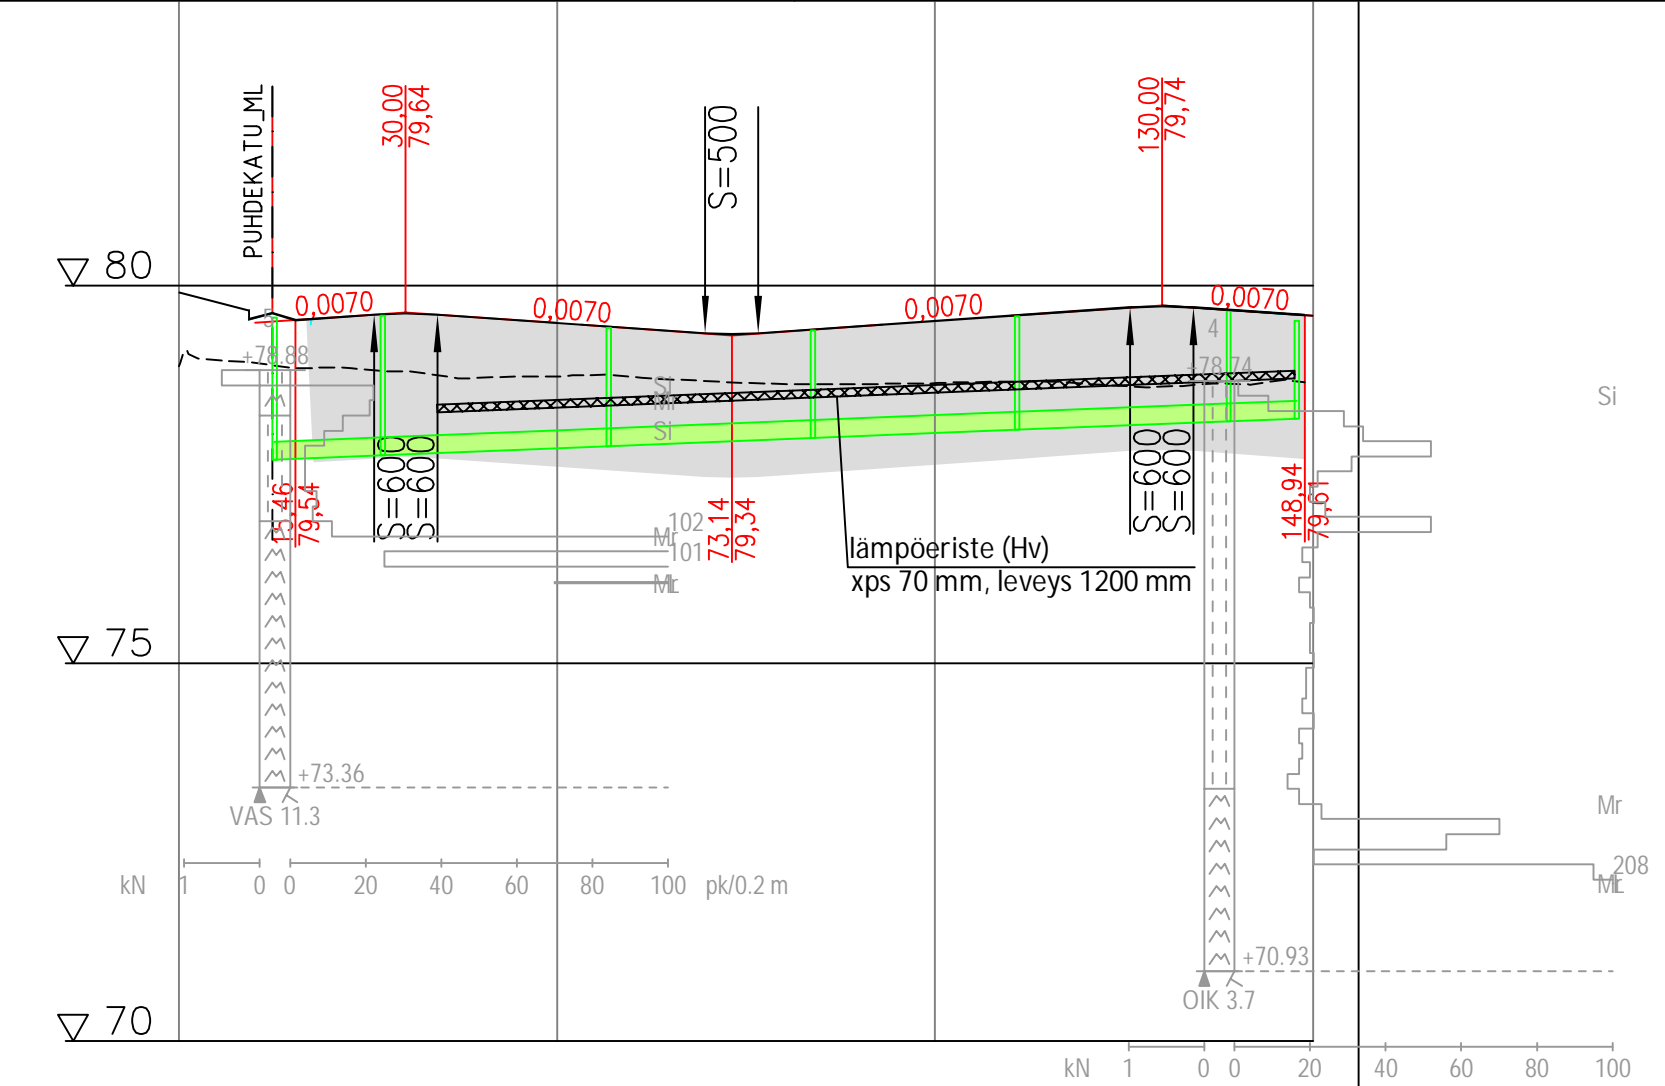 PUHDEKATU_ML
30,00
79,64
S=500
130,00
79,74
80
0,0070
0,0070
0,0070
0,0070
5
4
+78.88
+78.74
Si
Mr
Si
Si
S=600
S=600
S=600
S=600
15,46
79,54
73,14
79,34
148,94
79,61
102
Mr
101
lämpöeriste (Hv)
xps 70 mm, leveys 1200 mm
75
+73.36
VAS 11.3
Mr
208
kN 1 0 0 20 40 60 80 100 pk/0.2 m
+70.93
OIK 3.7
70
kN 1 0 0 20 40 60 80 100